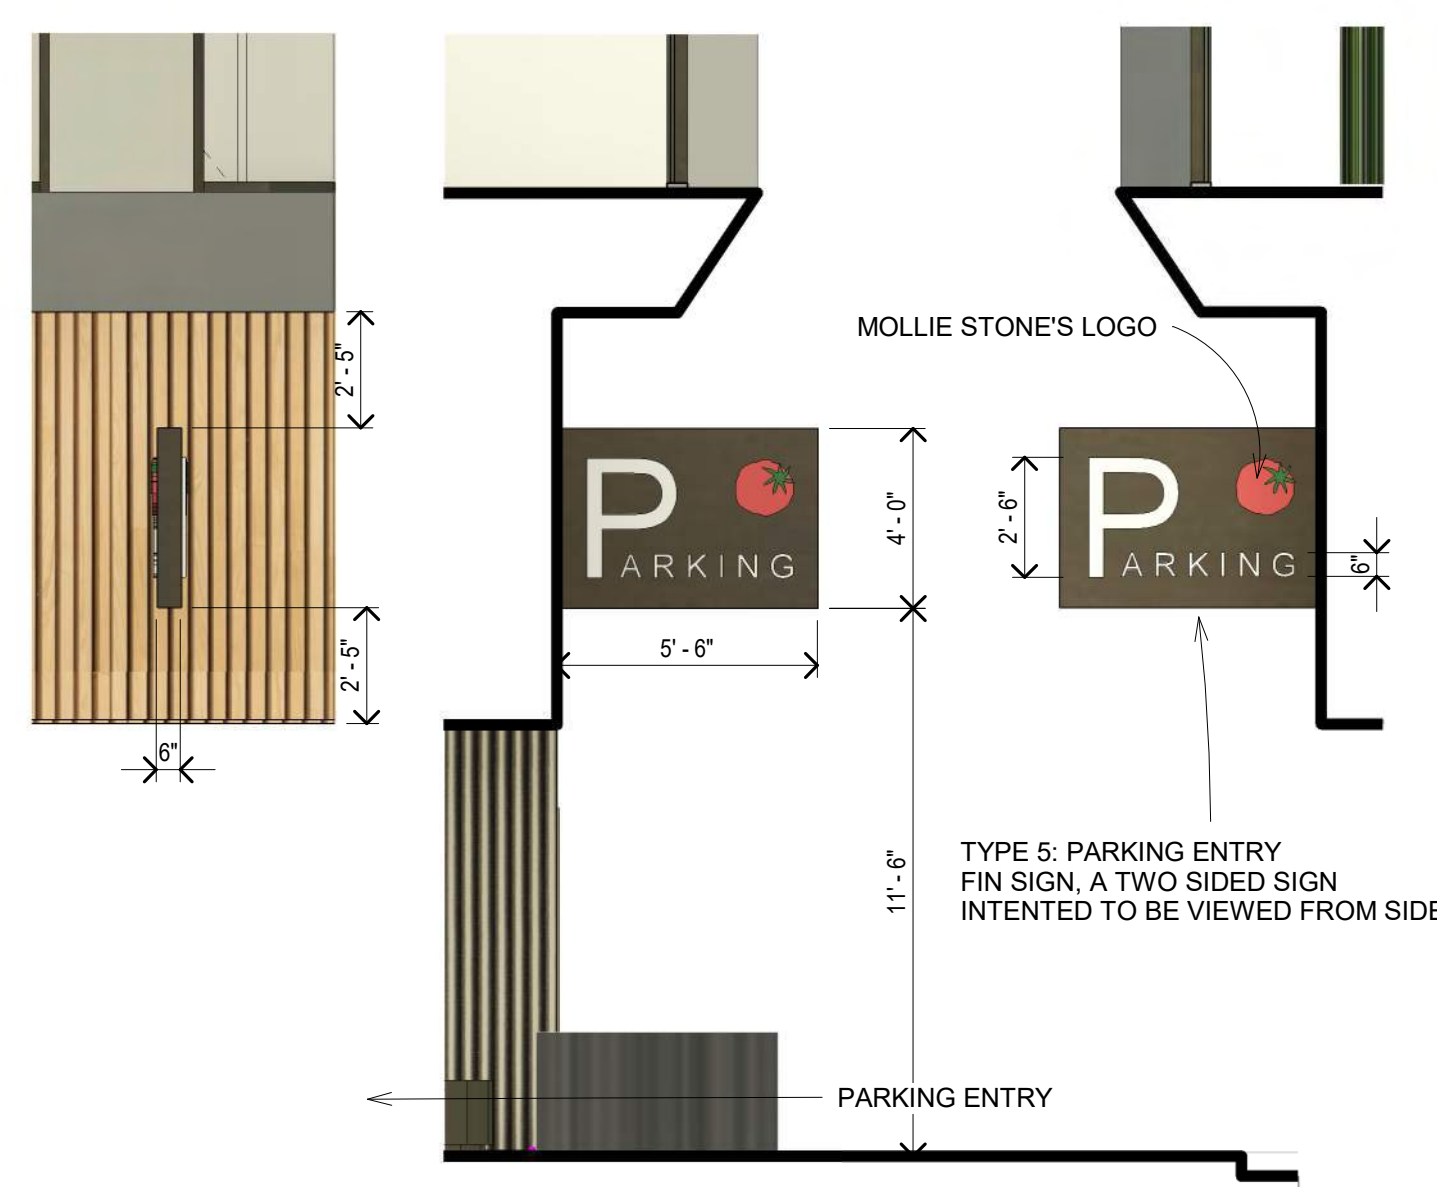 2' - 5"
MOLLIE STONE'S LOGO
P
ARKING
4' - 0"
2' - 6"
P
ARKING
6"
5' - 6"
2' - 5"
6"
TYPE 5: PARKING ENTRY
FIN SIGN, A TWO SIDED SIGN
INTENTED TO BE VIEWED FROM SIDE
11' - 6"
PARKING ENTRY